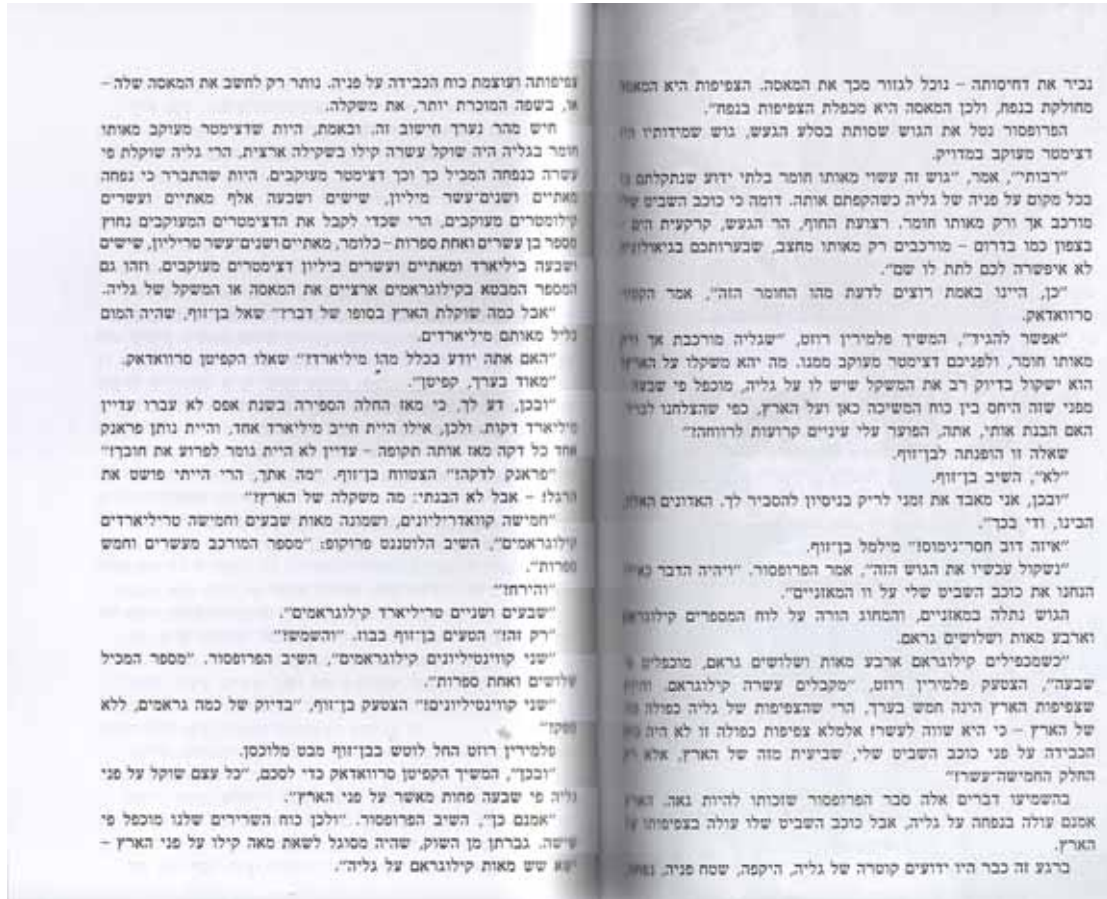 נכיר את דחיסותה – נוכל לגזור מכך את המאסה. הצפיפות היא המאסה
מחולקת בנפח, ולכן המאסה היא מכפלת הצפיפות בנפח״.
הפרופסור נטל את הגוש שסותת בסלע הגעש, גוש שמידותיו היו
דצימטר מעוקב במדויק.
״רבותי״, אמר, ״גוש זה עשוי מאותו חומר בלתי ידוע שנתקלתם בו
בכל מקום על פניה של גליה כשהקפתם אותה. דומה כי כוכב השביט שלי
מורכב אך ורק מאותו חומר. רצועת החוף, הר הגעש, קרקעית הים –
בצפון כמו בדרום – מורכבים רק מאותו מחצב, שבערותכם בגיאולוגיה
לא איפשרה לכם לתת לו שם״.
״כן, היינו באמת רוצים לדעת מהו החומר הזה״, אמר הקפיטן
סרוואדאק.
״אפשר להגיד״, המשיך פלמירין רוזט, ״שגליה מורכבת אך ורק
מאותו חומר, ולפניכם דצימטר מעוקב ממנו. מה יהא משקלו על הארץ?
הוא ישקול בדיוק רב את המשקל שיש לו על גליה, מוכפל פי שבעה,
מפני שזה היחס בין כוח המשיכה כאן ועל הארץ, כפי שהצלחנו לגזור.
האם הבנת אותי, אתה, הפוער עלי עיניים קרועות לרווחה?״
שאלה זו הופנתה לבן־זוף.
״לא״, השיב בן־זוף.
״ובכן, אני מאבד את זמני לריק בניסיון להסביר לך. האדונים האלה
הבינו, ודי בכך״.
״איזה דוב חסר־נימוס!״ מילמל בן־זוף.
״נשקול עכשיו את הגוש הזה״, אמר הפרופסור. ״ויהיה הדבר כאילו
הנחנו את כוכב השביט שלי על וו המאזניים״.
הגוש נתלה במאזניים, והמחוג הורה על לוח המספרים קילוגראם
וארבע מאות ושלושים גראם.
״כשמכפילים קילוגראם ארבע מאות ושלושים גראם, מוכפלים פי
שבעה״, הצטעק פלמירין רוזט, ״מקבלים עשרה קילוגראם. והיות
שצפיפות הארץ הינה חמש בערך, הרי שהצפיפות של גליה כפולה מזו
של הארץ – כי היא שווה לעשר! אלמלא צפיפות כפולה זו לא היה כוח
הכבידה על פני כוכב השביט שלי, שביעית מזה של הארץ, אלא רק
החלק החמישה־עשר!״
בהשמיעו דברים אלה סבר הפרופסור שזכותו להיות גאה. הארץ
אמנם עולה בנפחה על גליה, אבל כוכב השביט שלו עולה בצפיפותו על
הארץ.
ברגע זה כבר היו ידועים קוטרה של גליה, היקפה, שטח פניה, נפחה,
צפיפותה ועוצמת כוח הכבידה על פניה. נותר רק לחשב את המאסה שלה –
או, בשפה המוכרת יותר, את משקלה.
חיש מהר נערך חישוב זה. ובאמת, היות שדצימטר מעוקב מאותו
חומר בגליה היה שוקל עשרה קילו בשקילה ארצית, הרי גליה שוקלת פי
עשרה כנפחה המכיל כך וכך דצימטר מעוקבים. היות שהתברר כי נפחה
מאתיים ושנים־עשר מיליון, שישים ושבעה אלף מאתיים ועשרים
קילומטרים מעוקבים, הרי שכדי לקבל את הדצימטרים המעוקבים נחוץ
מספר בן עשרים ואחת ספרות – כלומר, מאתיים ושנים־עשר טריליון, שישים
ושבעה ביליארד ומאתיים ועשרים ביליון דצימטרים מעוקבים. וזהו גם
המספר המבטא בקילוגראמים ארציים את המאסה או המשקל של גליה.
״אבל כמה שוקלת הארץ בסופו של דבר?״ שאל בן־זוף, שהיה המום
כליל מאותם מיליארדים.
״האם אתה יודע בכלל מהו מיליארד?״ שאלו הקפיטן סרוואדאק.
״מאוד בערך, קפיטן״.
״ובכן, דע לך, כי מאז החלה הספירה בשנת אפס לא עברו עדיין
מיליארד דקות. ולכן, אילו היית חייב מיליארד אחד, והיית נותן פראנק
אחד כל דקה מאז אותה תקופה – עדיין לא היית גומר לפרוע את חובך!״
״פראנק לדקה!״ הצטווח בן־זוף. ״מה אתך, הרי הייתי פושט את
הרגל! – אבל לא הבנתי: מה משקלה של הארץ?״
״חמישה קוואדריליונים, ושמונה מאות שבעים וחמישה טריליארדים
קילוגראמים״, השיב הלוטננט פרוקופ: ״מספר המורכב מעשרים וחמש
ספרות״.
״והירח?״
״שבעים ושניים טריליארד קילוגראמים״.
״רק זה!״ הטעים בן־זוף בבוז. ״והשמש?״
״שני קווינטיליונים קילוגראמים״, השיב הפרופסור. ״מספר המכיל
שלושים ואחת ספרות״.
״שני קווינטיליונים!״ הצטעק בן־זוף, ״בדיוק של כמה גראמים, ללא
ספק!״
פלמירין רוזט החל לוטש בבן־זוף מבט מלוכסן.
״ובכן״, המשיך הקפיטן סרוואדאק כדי לסכם, ״כל עצם שוקל על פני
גליה פי שבעה פחות מאשר על פני הארץ״.
״אמנם כן״, השיב הפרופסור. ״ולכן כוח השרירים שלנו מוכפל פי
שישה. גברתן מן השוק, שהיה מסוגל לשאת מאה קילו על פני הארץ –
ישא שש מאות קילוגראם על גליה״.